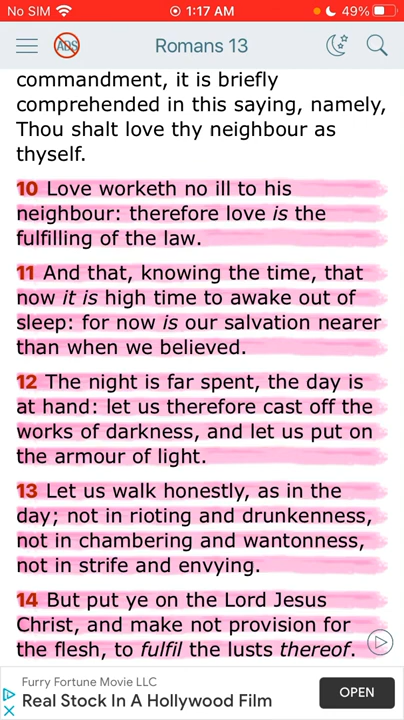 No SIM 1:17 AM 49%
ADS Romans 13
commandment, it is briefly
comprehended in this saying, namely,
Thou shalt love thy neighbour as
thyself.
10 Love worketh no ill to his
neighbour: therefore love is the
fulfilling of the law.
11 And that, knowing the time, that
now it is high time to awake out of
sleep: for now is our salvation nearer
than when we believed.
12 The night is far spent, the day is
at hand: let us therefore cast off the
works of darkness, and let us put on
the armour of light.
13 Let us walk honestly, as in the
day; not in rioting and drunkenness,
not in chambering and wantonness,
not in strife and envying.
14 But put ye on the Lord Jesus
Christ, and make not provision for
the flesh, to fulfil the lusts thereof.
Furry Fortune Movie LLC
Real Stock In A Hollywood Film
OPEN